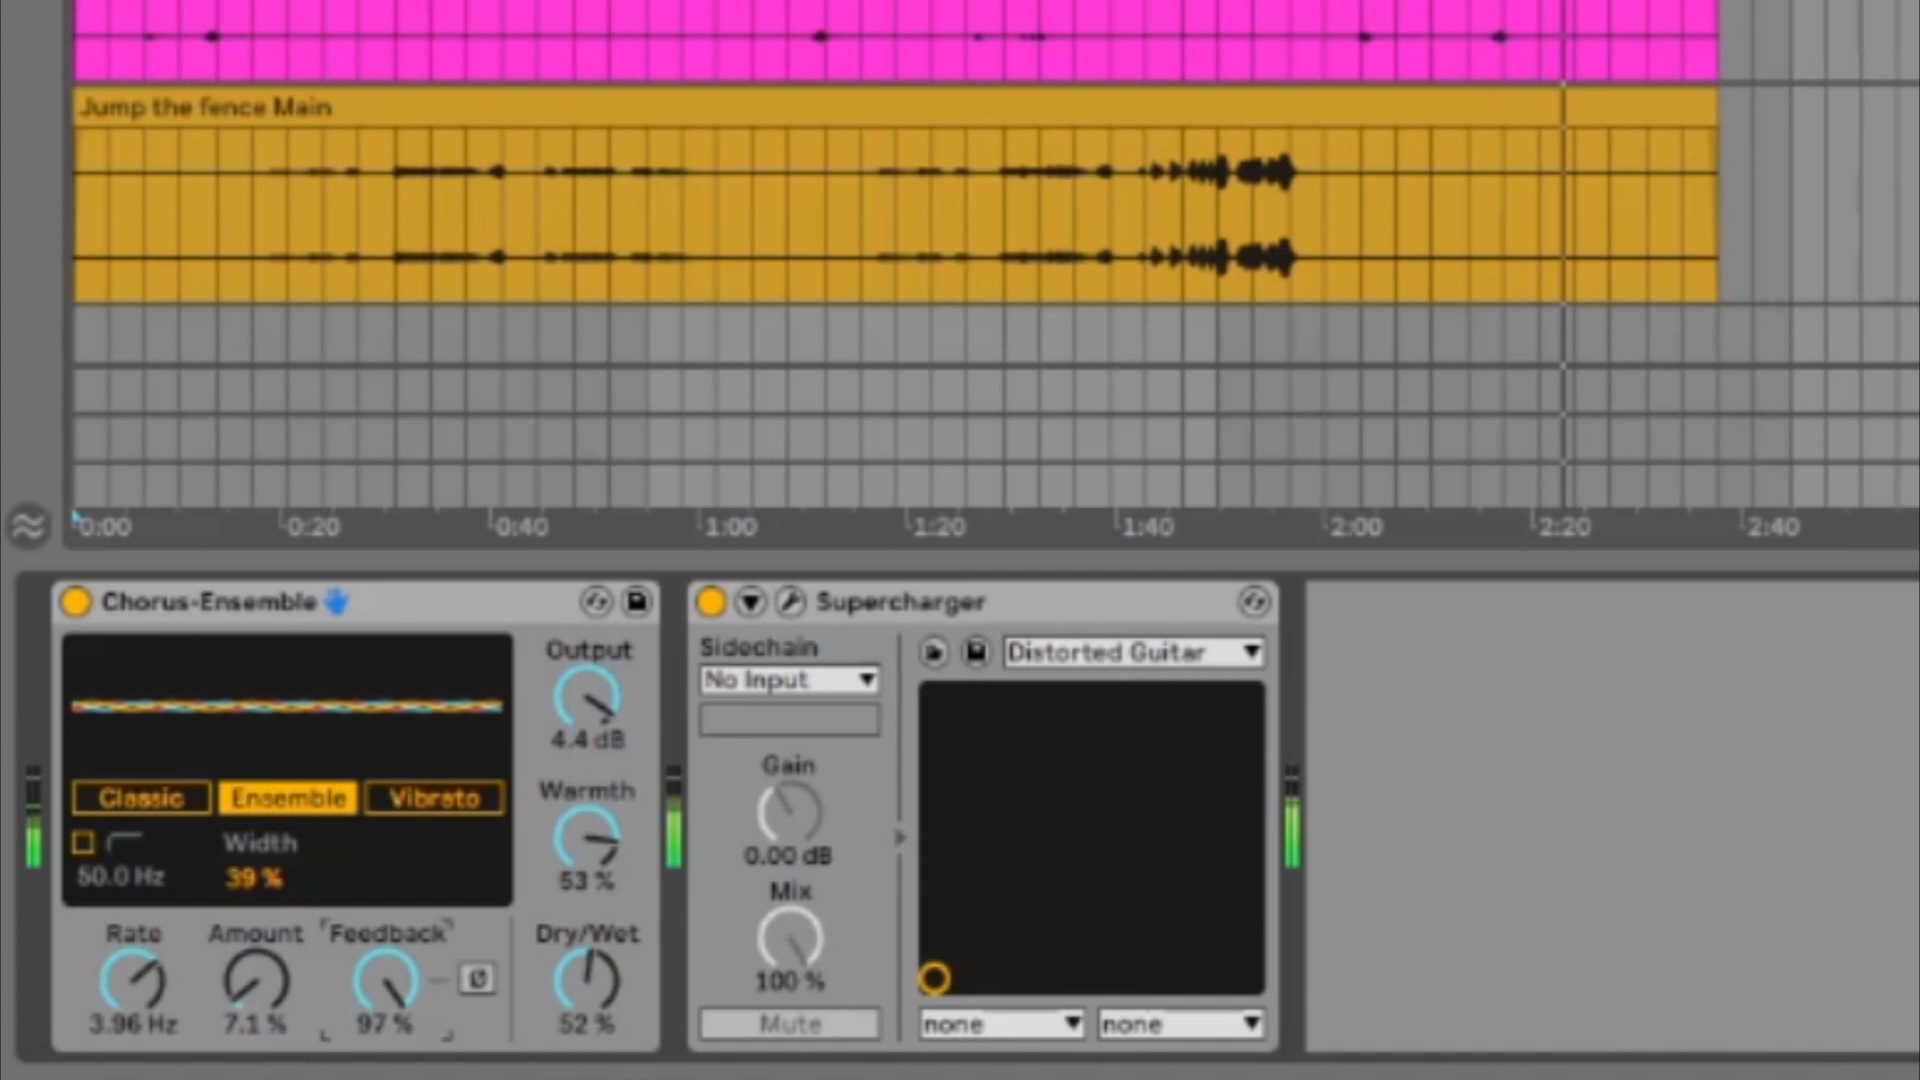 Jump the fence Main
0:00 0:20 0:40 1:00 1:20 1:40 2:00 2:20 2:40
Chorus-Ensemble
Output
4.4 dB
Classic Ensemble Vibrato
Warmth
53 %
Width
50.0 Hz 39 %
Rate Amount Feedback Dry/Wet
Ø
3.96 Hz 7.1 % 97 % 52 %
Supercharger
Sidechain
No Input
Distorted Guitar
Gain
0.00 dB
Mix
100 %
Mute
none none